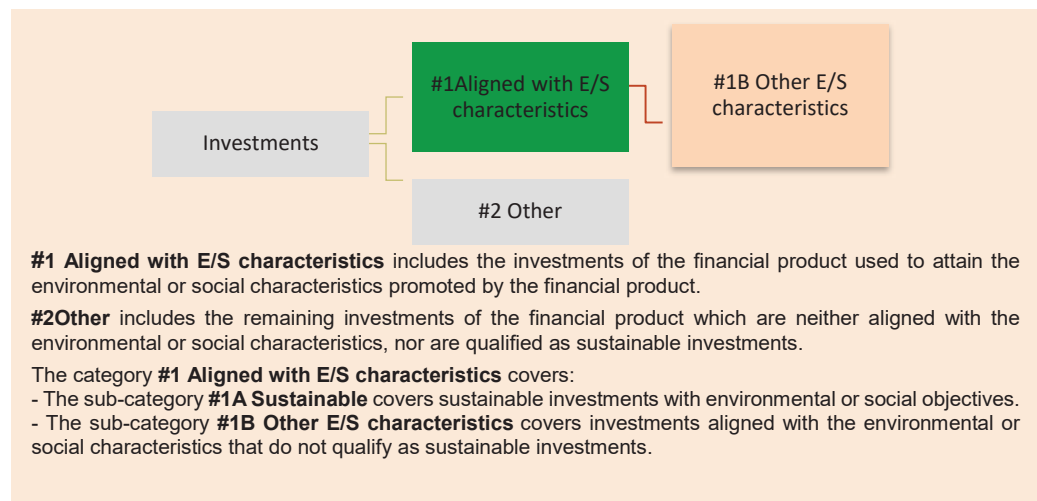 #1Aligned with E/S
characteristics
#1B Other E/S
characteristics
Investments
#2 Other
#1 Aligned with E/S characteristics includes the investments of the financial product used to attain the
environmental or social characteristics promoted by the financial product.
#2Other includes the remaining investments of the financial product which are neither aligned with the
environmental or social characteristics, nor are qualified as sustainable investments.
The category #1 Aligned with E/S characteristics covers:
- The sub-category #1A Sustainable covers sustainable investments with environmental or social objectives.
- The sub-category #1B Other E/S characteristics covers investments aligned with the environmental or
social characteristics that do not qualify as sustainable investments.